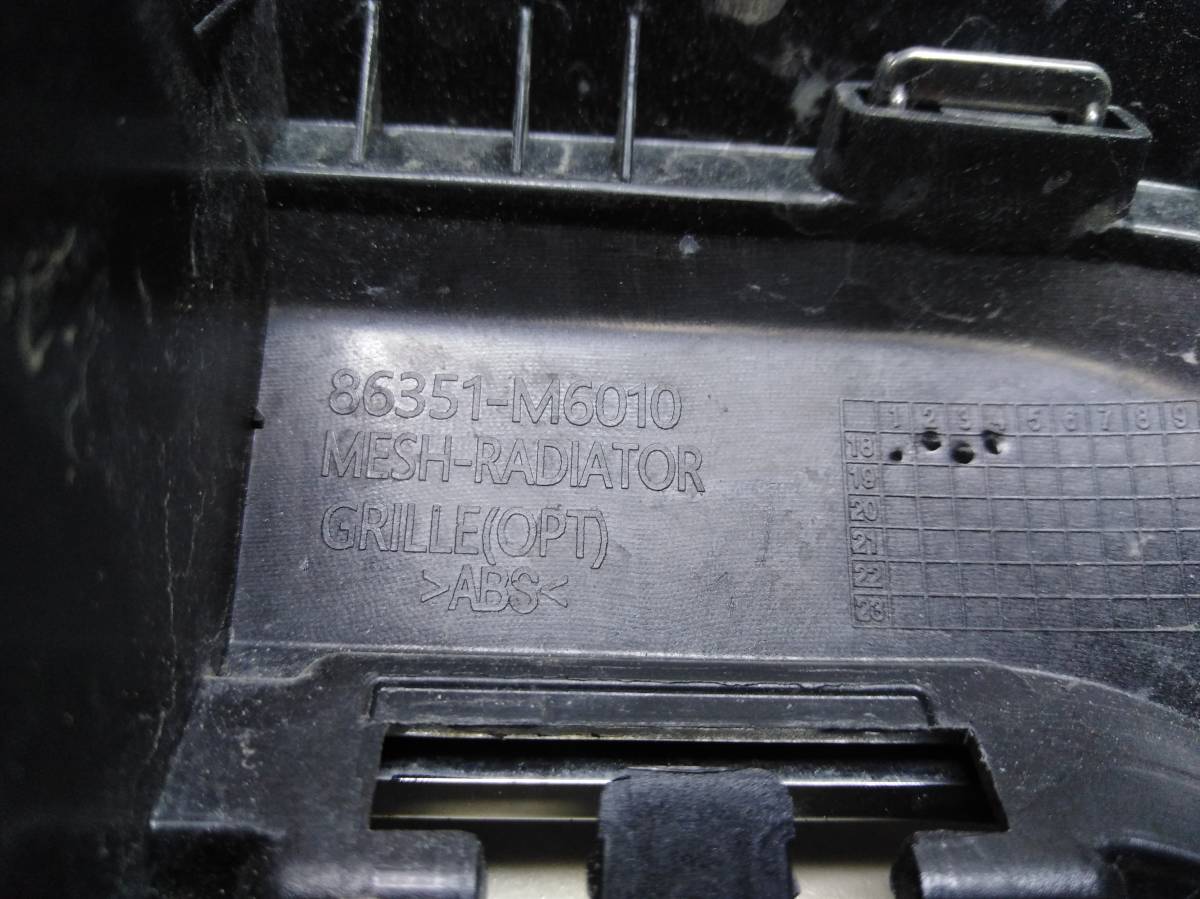 86351-M6010
MESH-RADIATOR
GRILLE(OPT)
>ABS<
1 2 3 4 5 6 7 8 9
18
19
20
21
22
23